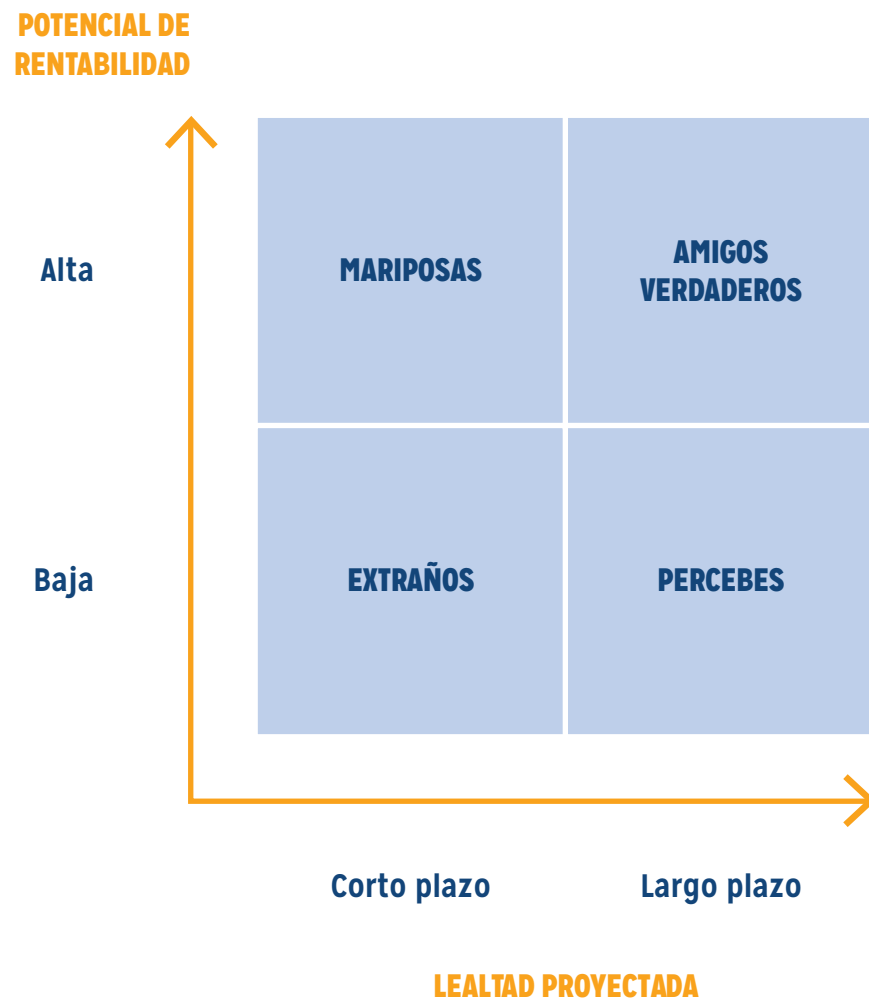 POTENCIAL DE
RENTABILIDAD
Alta
MARIPOSAS
AMIGOS
VERDADEROS
Baja
EXTRAÑOS
PERCEBES
Corto plazo
Largo plazo
LEALTAD PROYECTADA